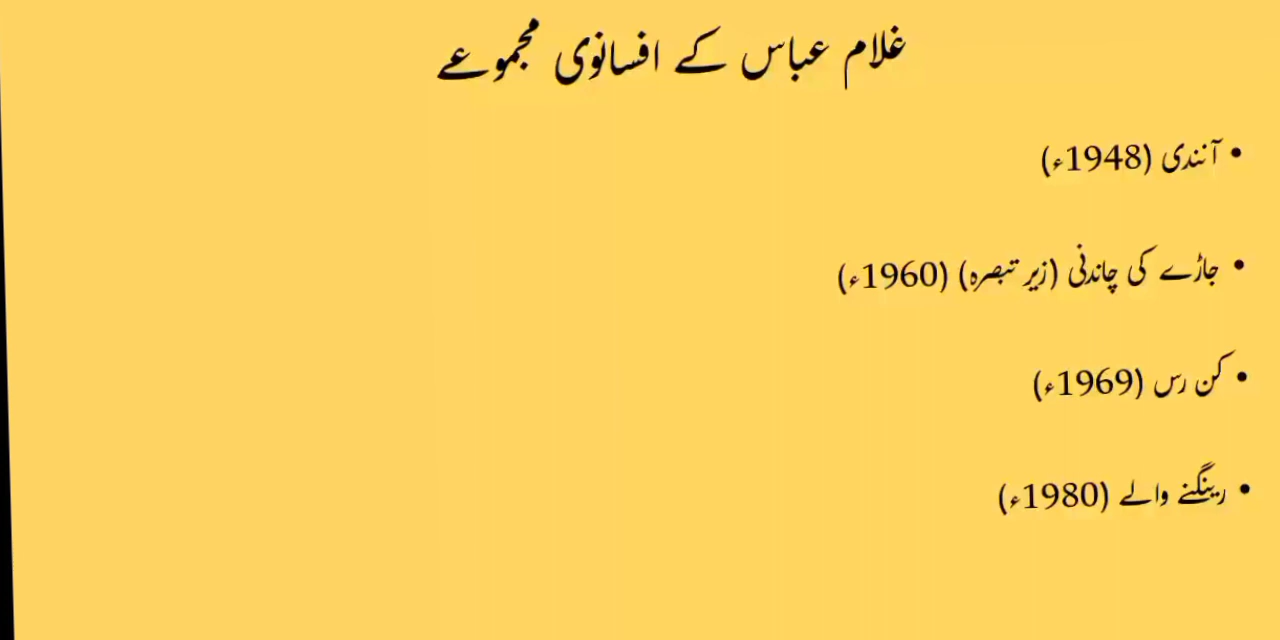 غلام عباس کے افسانوی مجموعے
• آنندی (1948ء)
• جاڑے کی چاندنی (زیر تبصرہ) (1960ء)
• کن رس (1969ء)
• رینگنے والے (1980ء)